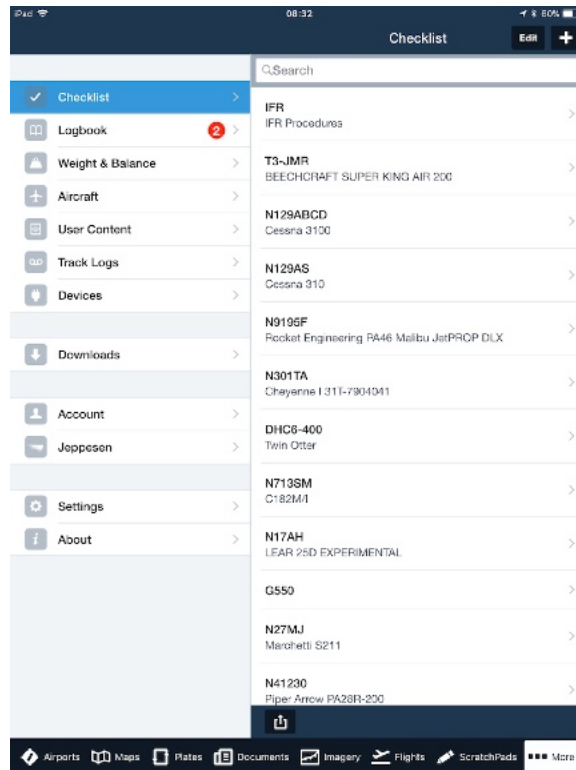 iPad
08:32
60%
Checklist
Edit
Search
Checklist
Logbook
2
Weight & Balance
Aircraft
User Content
Track Logs
Devices
Downloads
Account
Jeppesen
Settings
About
IFR
IFR Procedures
T3-JMR
BEECHCRAFT SUPER KING AIR 200
N129ABCD
Cessna 3100
N129AS
Cessna 310
N9195F
Rocket Engineering PA46 Malibu JetPROP DLX
N301TA
Cheyenne I 31T-7904041
DHC6-400
Twin Otter
N713SM
C182M/I
N17AH
LEAR 25D EXPERIMENTAL
G550
N27MJ
Marchetti S211
N41230
Piper Arrow PA28R-200
Airports
Maps
Plates
Documents
Imagery
Flights
ScratchPads
More